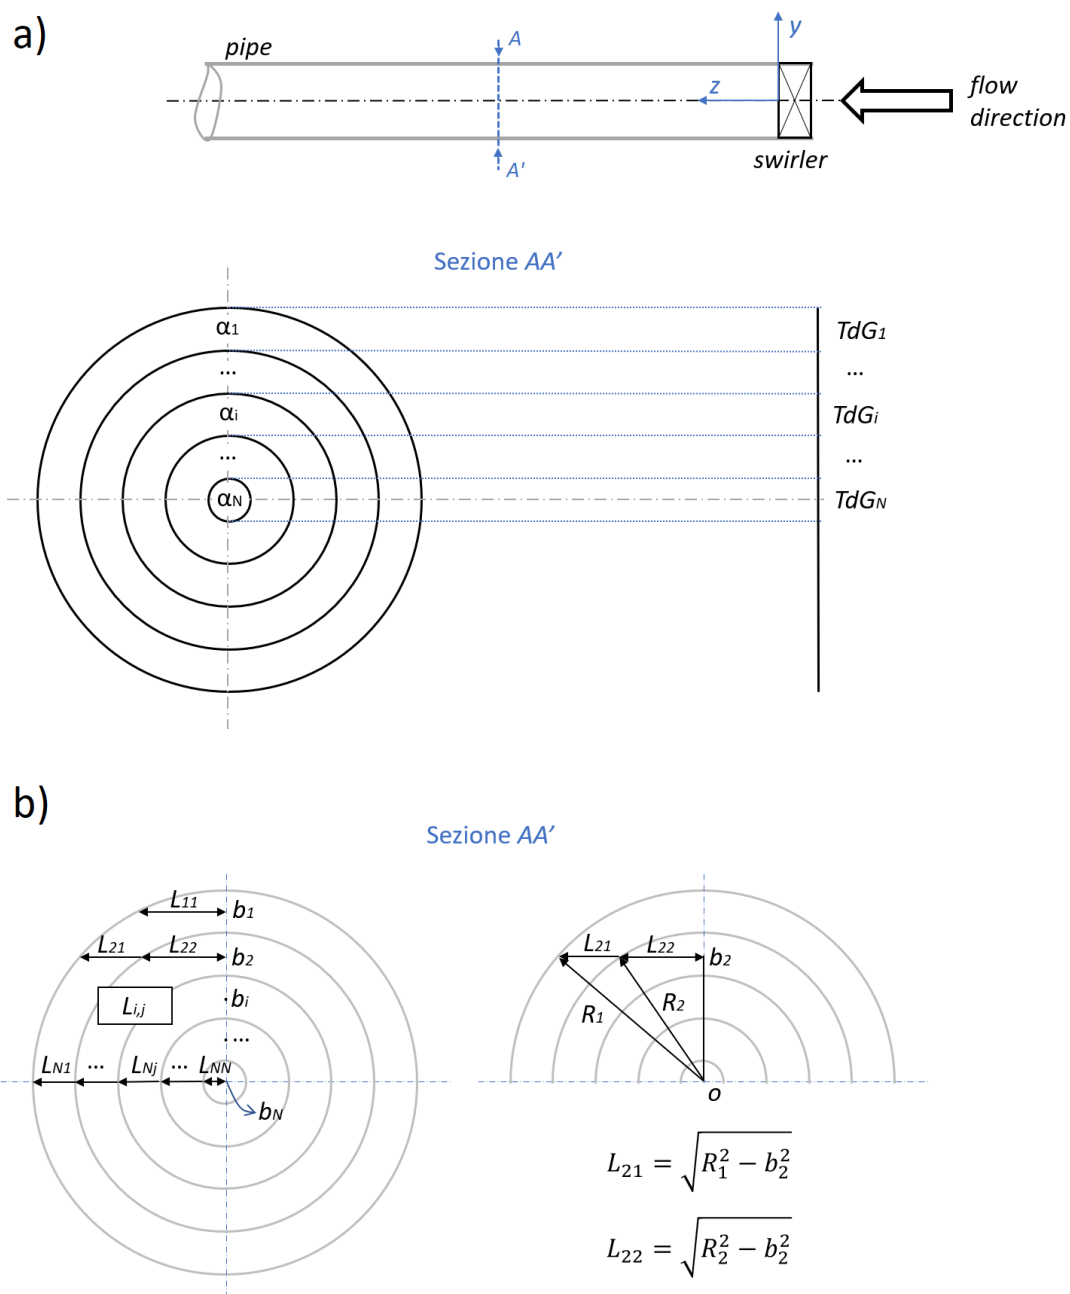 a)
pipe
A
y
z
flow
direction
A'
swirler
Sezione AA’
α1
TdG1
...
...
αi
TdGi
...
...
αN
TdGN
b)
Sezione AA’
L11
b1
L21
L22
b2
Li,j
bi
...
LN1
...
LNj
...
LNN
bN
L21
L22
b2
R1
R2
o
L₂₁ = √(R₁² − b₂²)
L₂₂ = √(R₂² − b₂²)